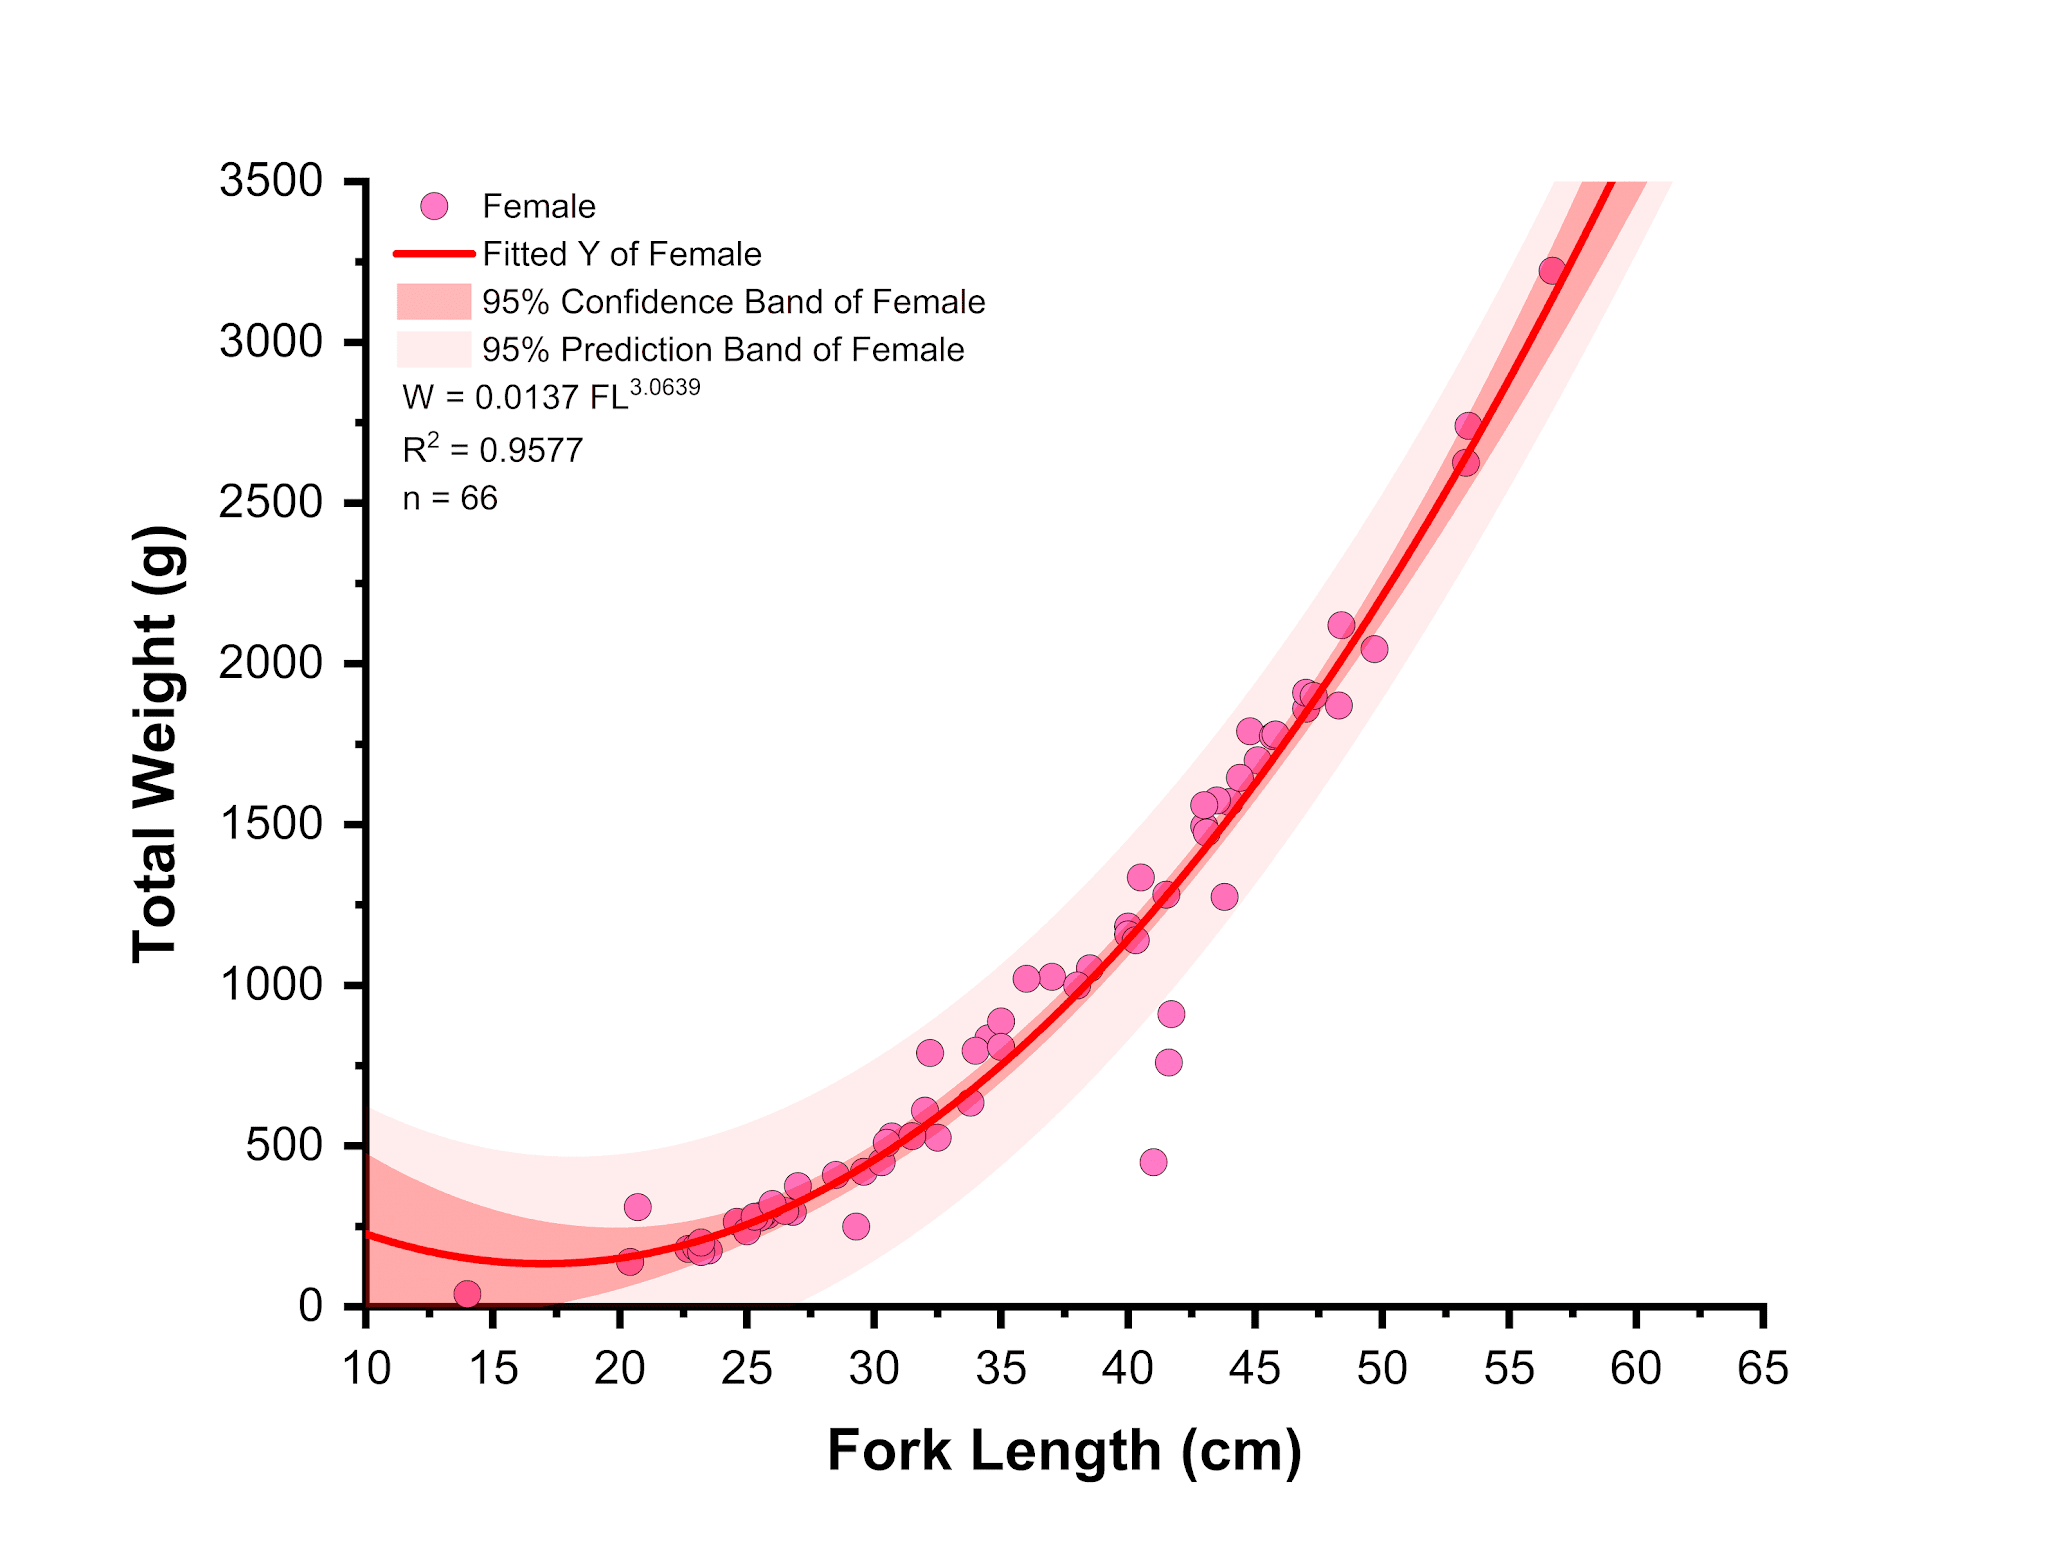 3500
3000
2500
2000
1500
1000
500
0
Total Weight (g)
Female
Fitted Y of Female
95% Confidence Band of Female
95% Prediction Band of Female
W = 0.0137 FL^3.0639
R² = 0.9577
n = 66
10 15 20 25 30 35 40 45 50 55 60 65
Fork Length (cm)